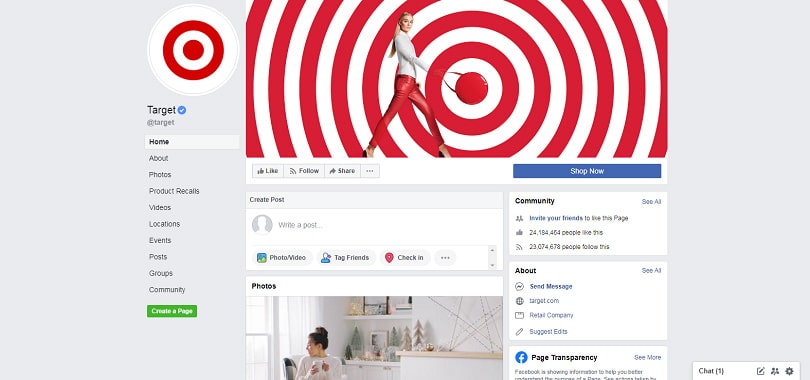 Target
@target
Home
About
Photos
Product Recalls
Videos
Locations
Events
Posts
Groups
Community
Create a Page
Like
Follow
Share
Shop Now
Create Post
Write a post...
Photo/Video
Tag Friends
Check in
Photos
Community
See All
Invite your friends to like this Page
24,184,464 people like this
23,074,678 people follow this
About
See All
Send Message
target.com
Retail Company
Suggest Edits
Page Transparency
See More
Facebook is showing information to help you better
understand the purpose of a Page. See actions taken by
Chat (1)